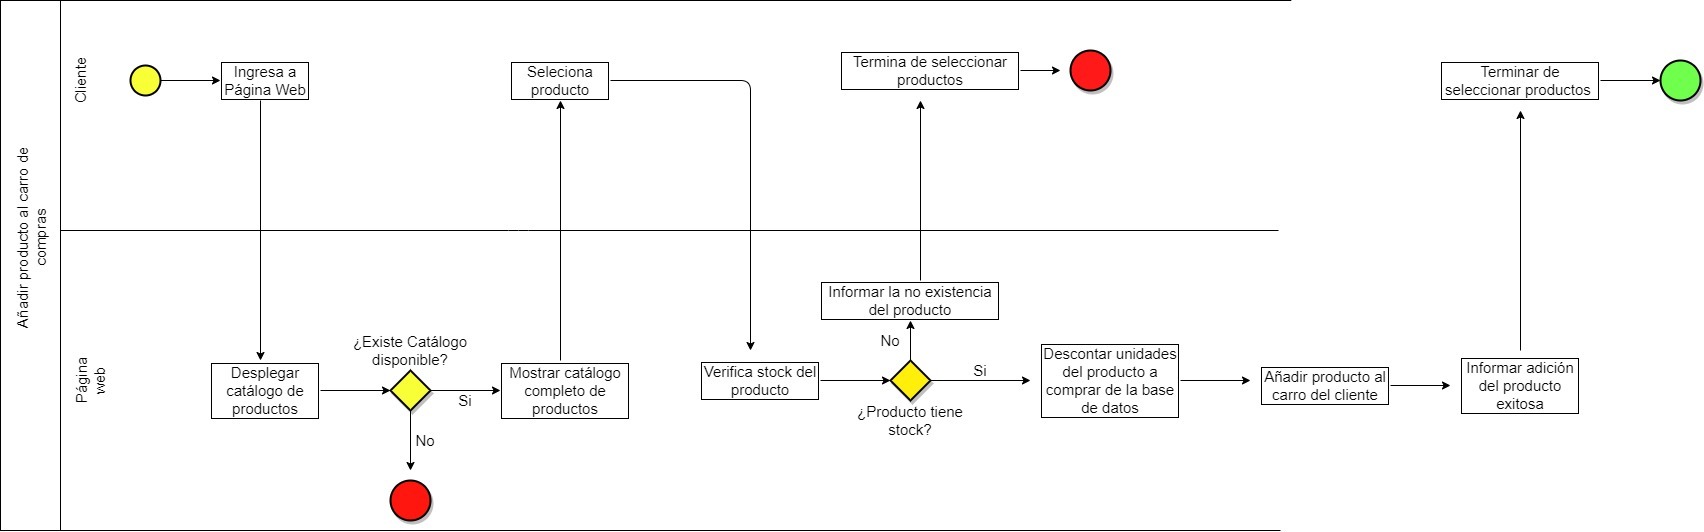 Añadir producto al carro de
compras
Cliente
Ingresa a
Página Web
Seleciona
producto
Termina de seleccionar
productos
Terminar de
seleccionar productos
Página
web
Desplegar
catálogo de
productos
¿Existe Catálogo
disponible?
Si
No
Mostrar catálogo
completo de
productos
Verifica stock del
producto
Informar la no existencia
del producto
No
¿Producto tiene
stock?
Si
Descontar unidades
del producto a
comprar de la base
de datos
Añadir producto al
carro del cliente
Informar adición
del producto
exitosa